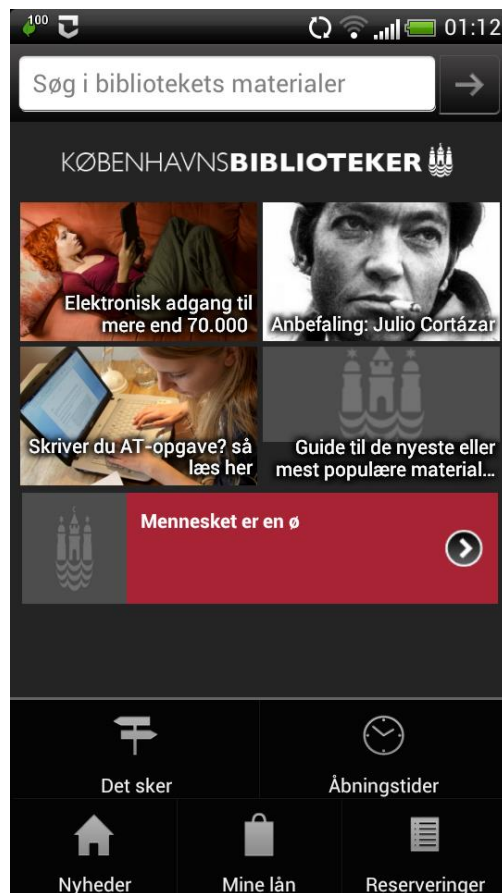 100
01:12
Søg i bibliotekets materialer
KØBENHAVNSBIBLIOTEKER
Elektronisk adgang til
mere end 70.000
Anbefaling: Julio Cortázar
Skriver du AT-opgave? så
læs her
Guide til de nyeste eller
mest populære material...
Mennesket er en ø
Det sker
Åbningstider
Nyheder
Mine lån
Reserveringer